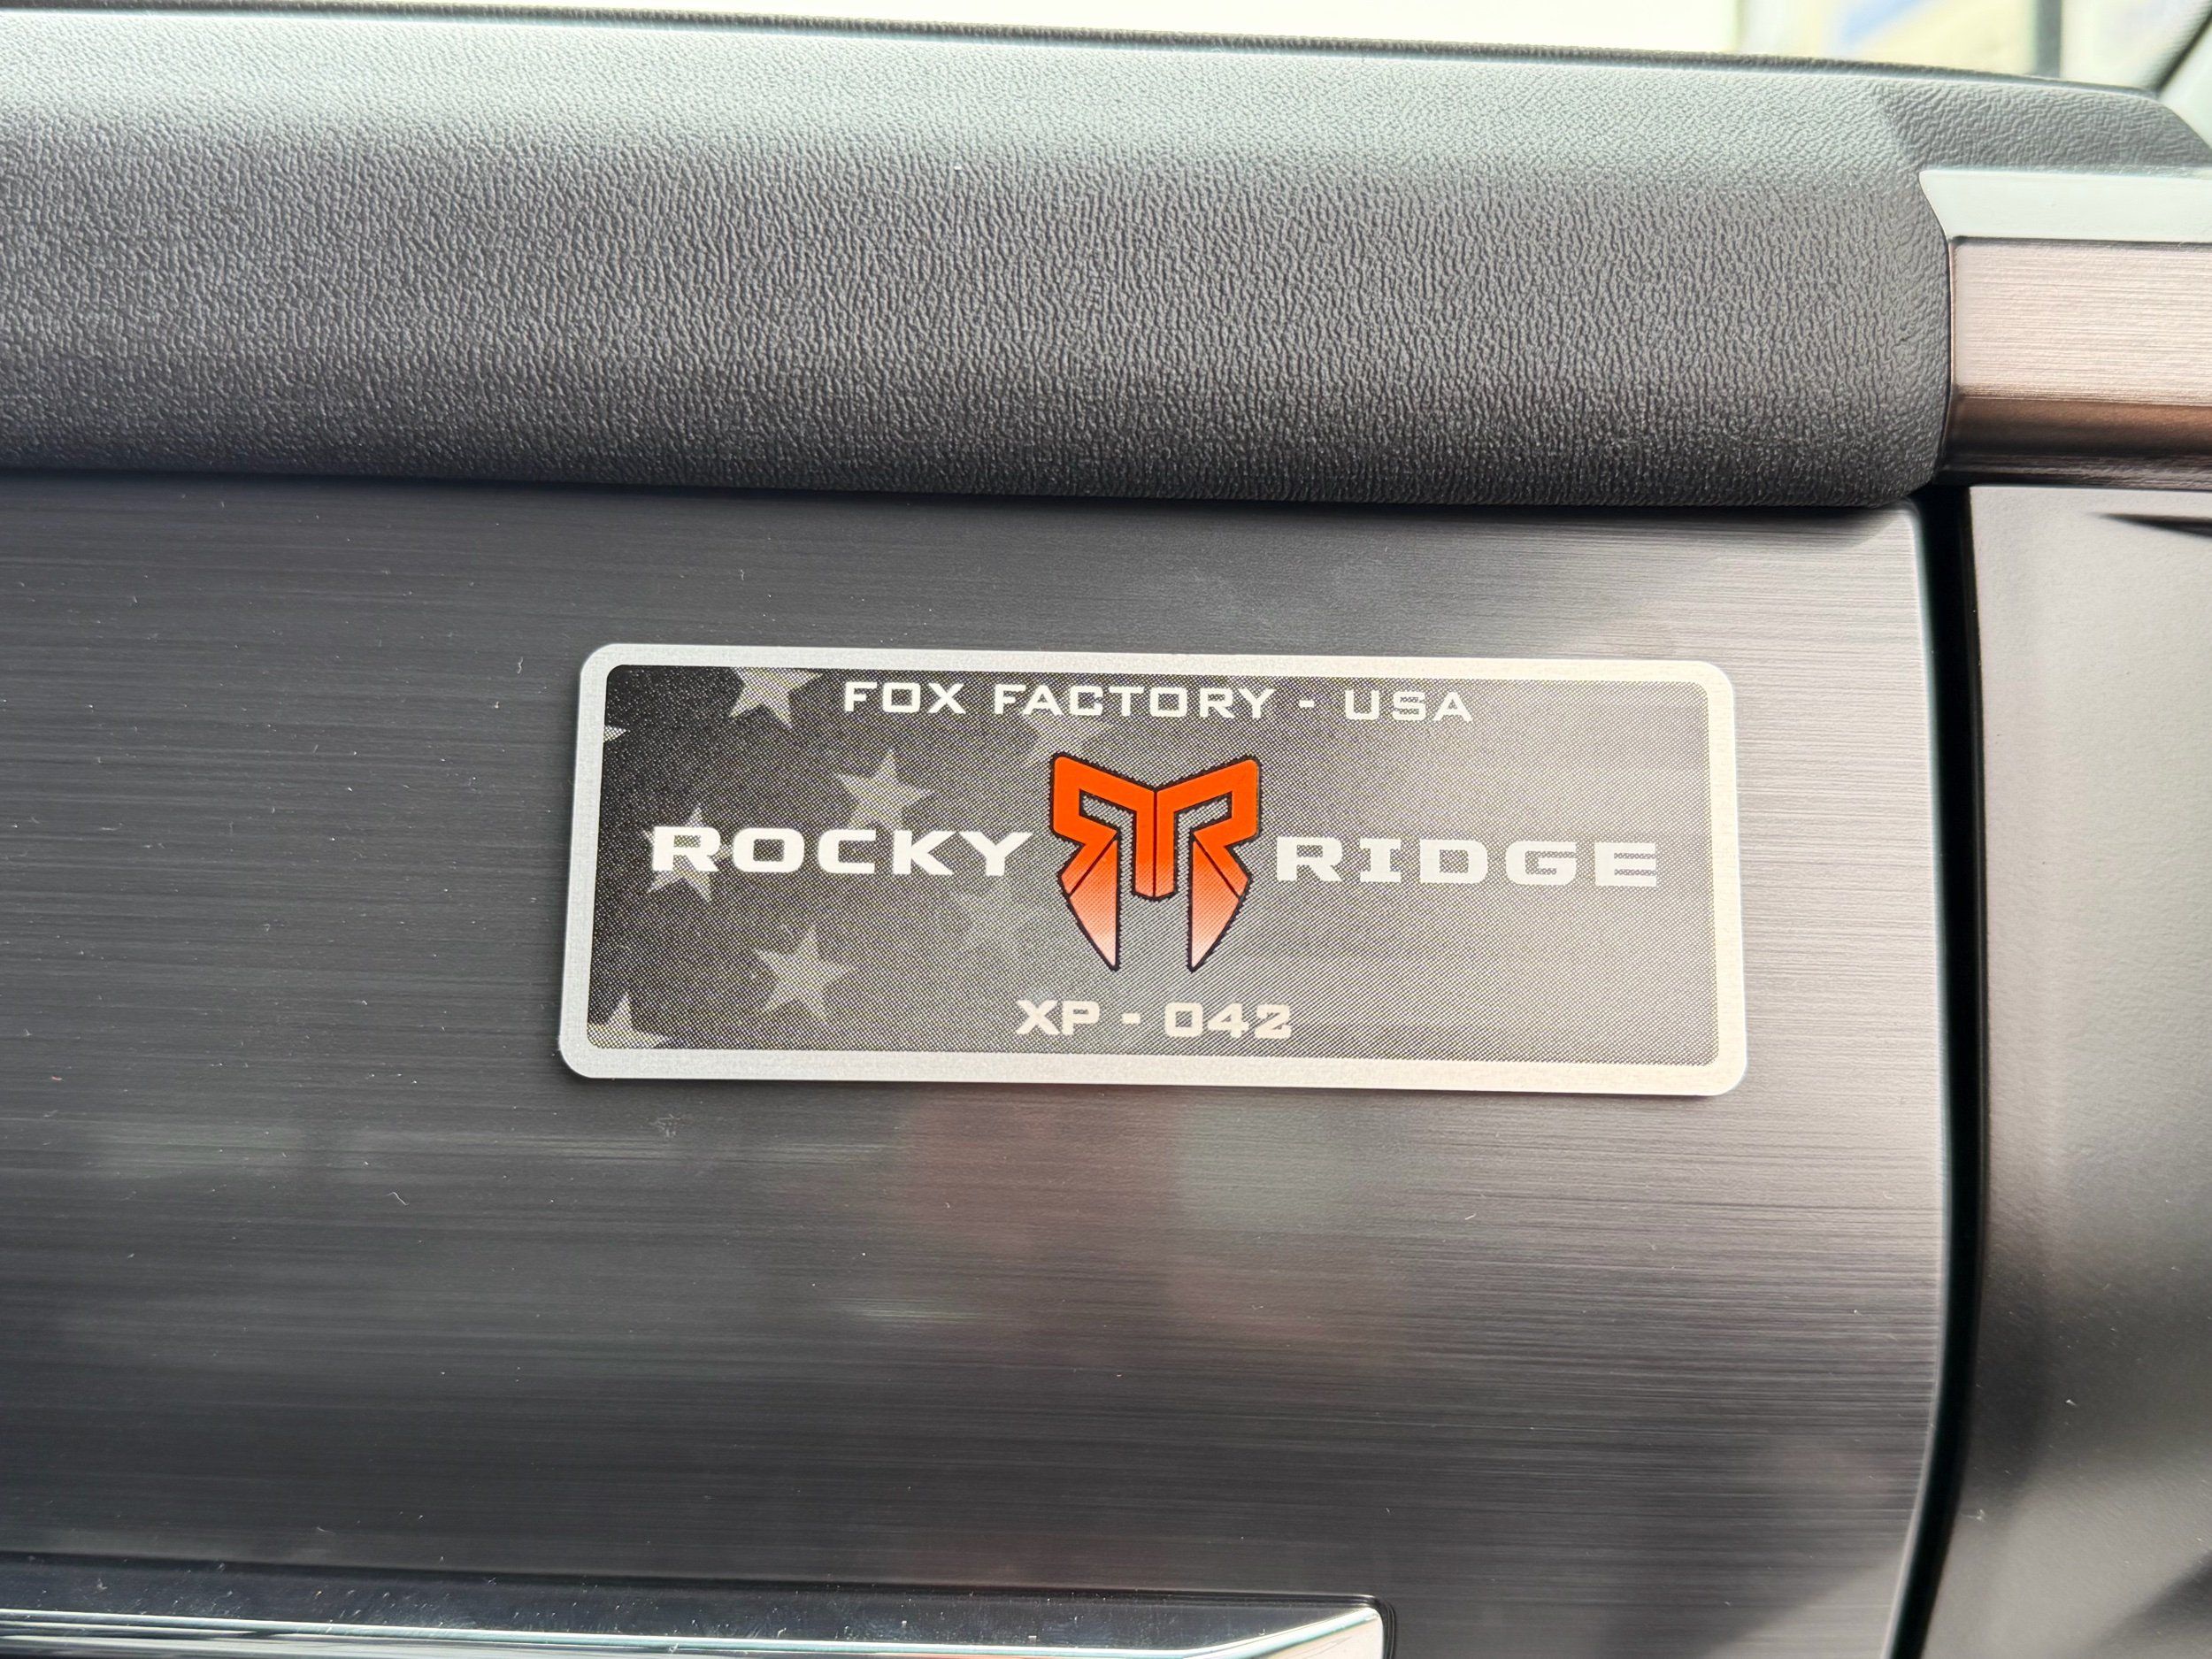 FOX FACTORY - USA
ROCKY RIDGE
XP - 042